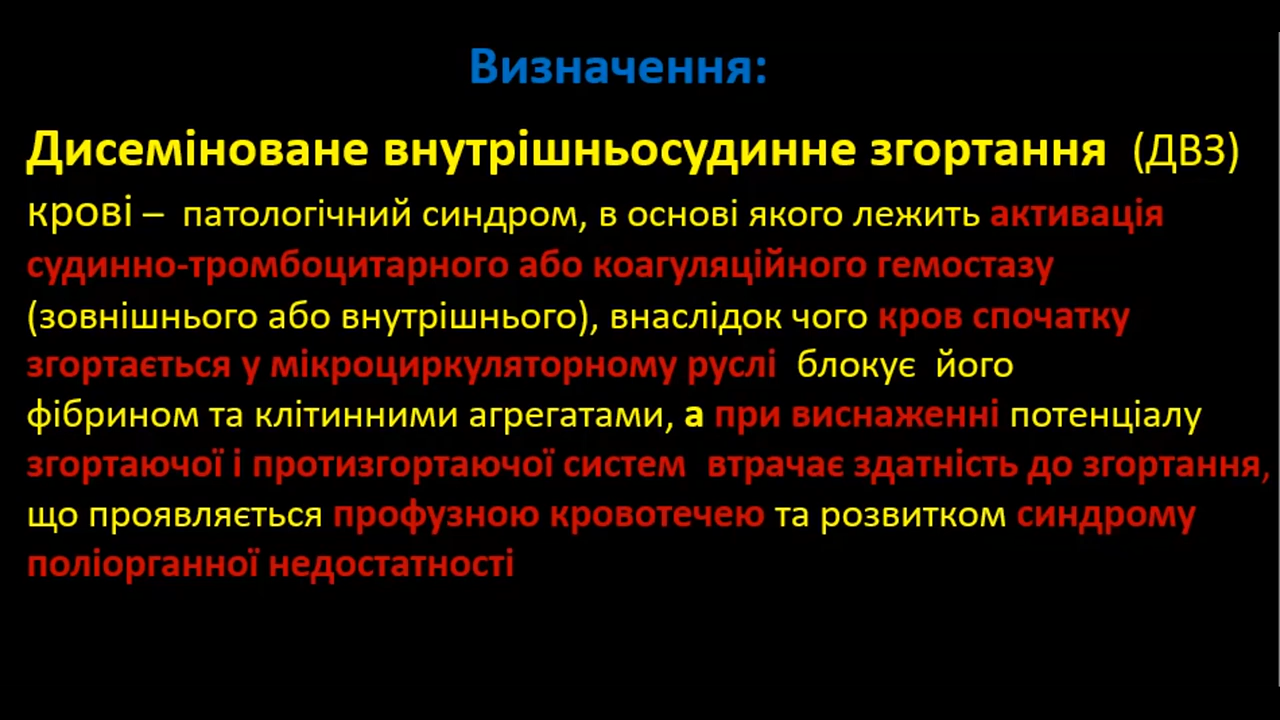 Визначення:
Дисеміноване внутрішньосудинне згортання (ДВЗ)
крові – патологічний синдром, в основі якого лежить активація
судинно-тромбоцитарного або коагуляційного гемостазу
(зовнішнього або внутрішнього), внаслідок чого кров спочатку
згортається у мікроциркуляторному руслі блокує його
фібрином та клітинними агрегатами, а при виснаженні потенціалу
згортаючої і протизгортаючої систем втрачає здатність до згортання,
що проявляється профузною кровотечею та розвитком синдрому
поліорганної недостатності